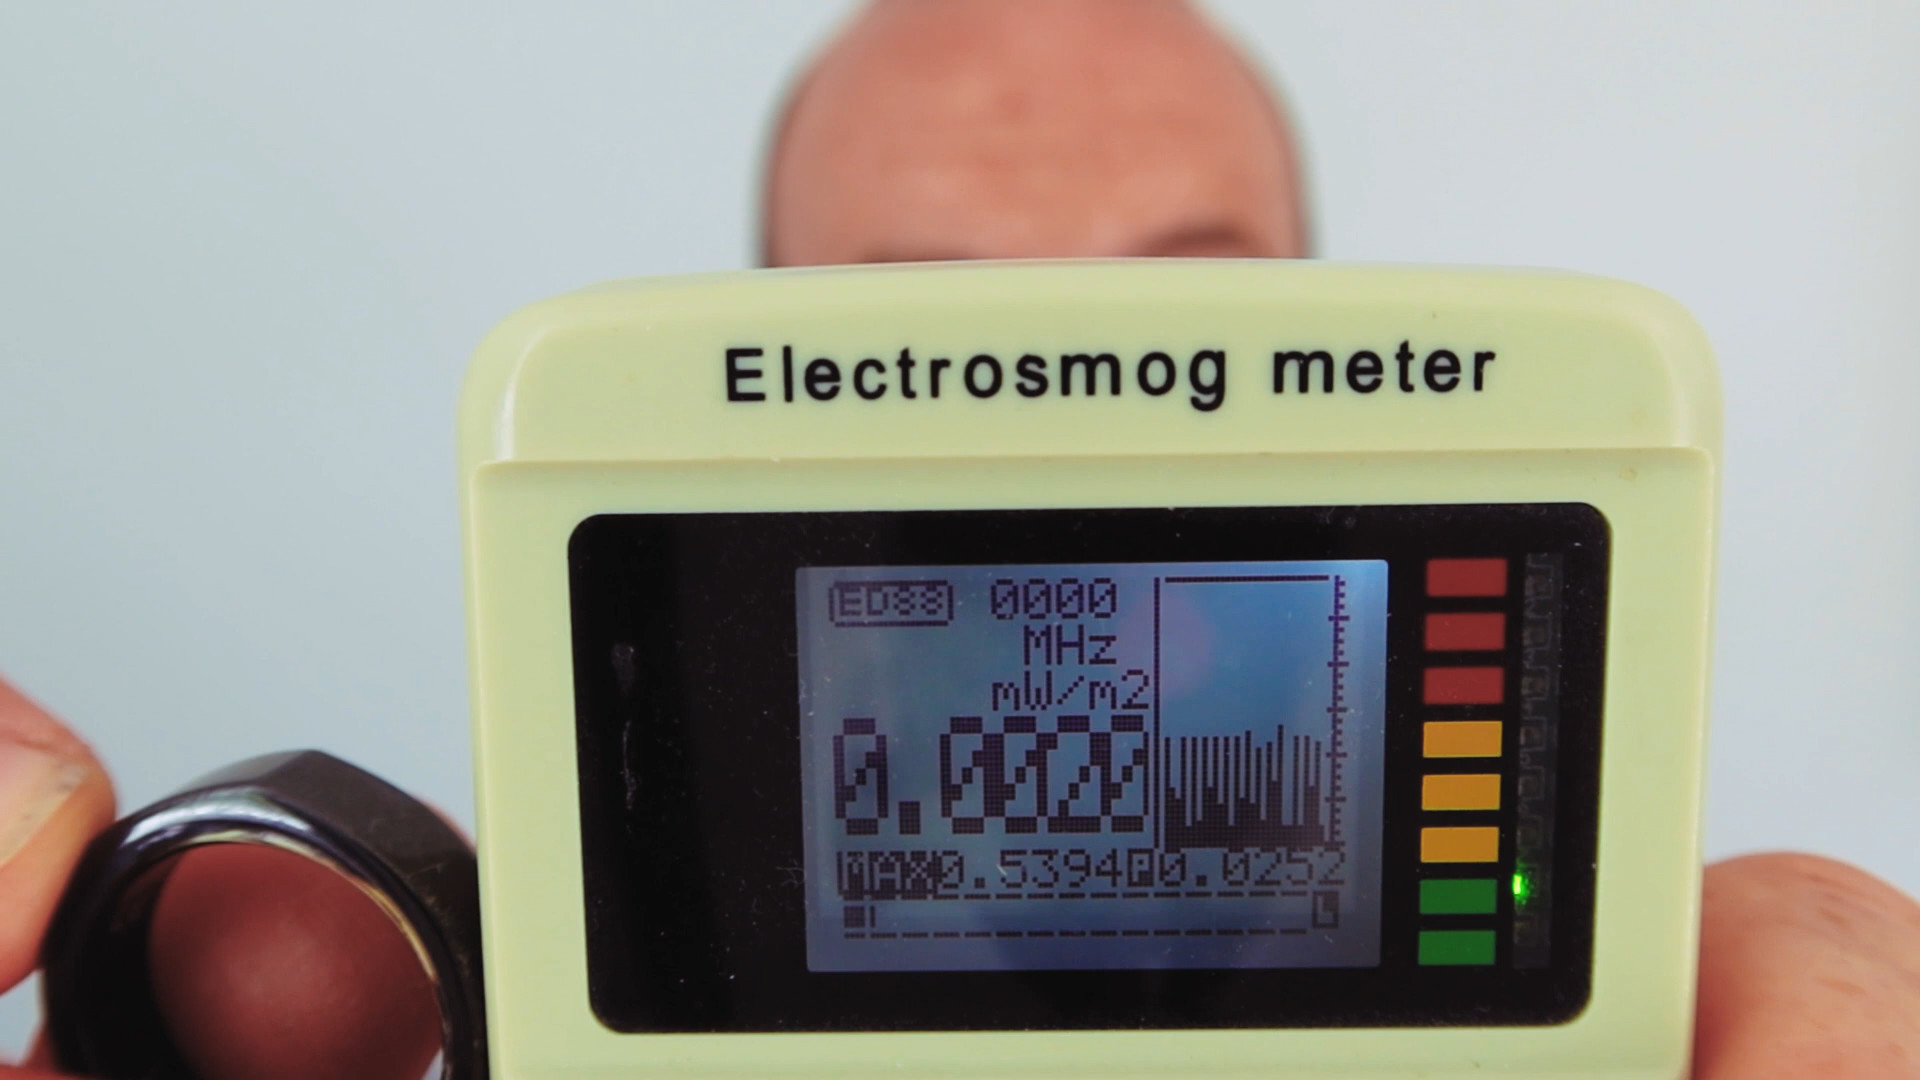 Electrosmog meter
ED88 0000
MHz
mW/m2
MAX0.5394P0.0252
L